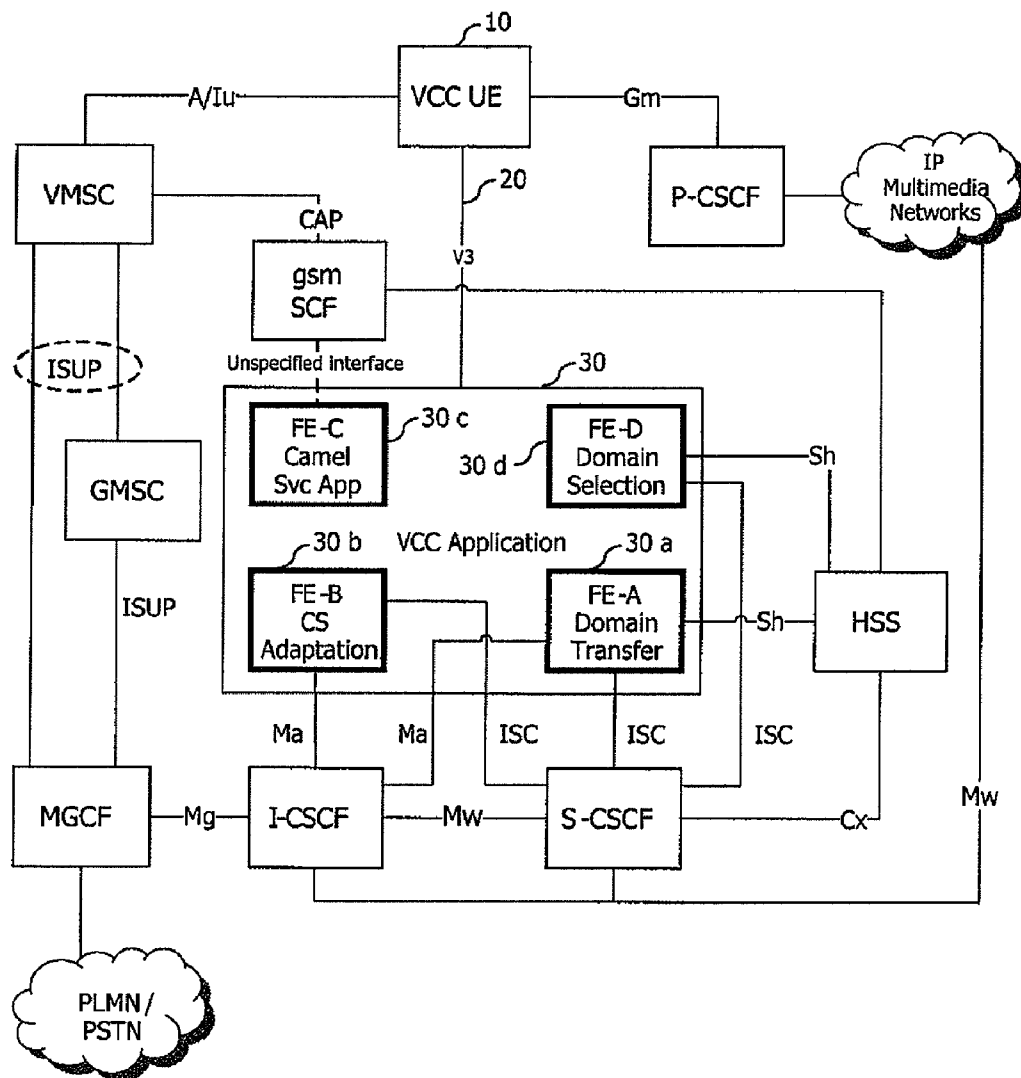 10
VCC UE
A/Iu
Gm
VMSC
20
P-CSCF
IP
Multimedia
Networks
CAP
V3
gsm
SCF
ISUP
Unspecified interface
30
FE-C
Camel
Svc App
30 c
30 d
FE-D
Domain
Selection
Sh
GMSC
VCC Application
30 b
30 a
FE-B
CS
Adaptation
FE-A
Domain
Transfer
Sh
HSS
ISUP
Ma
Ma
ISC
ISC
ISC
MGCF
Mg
I-CSCF
Mw
S-CSCF
Cx
Mw
PLMN/
PSTN